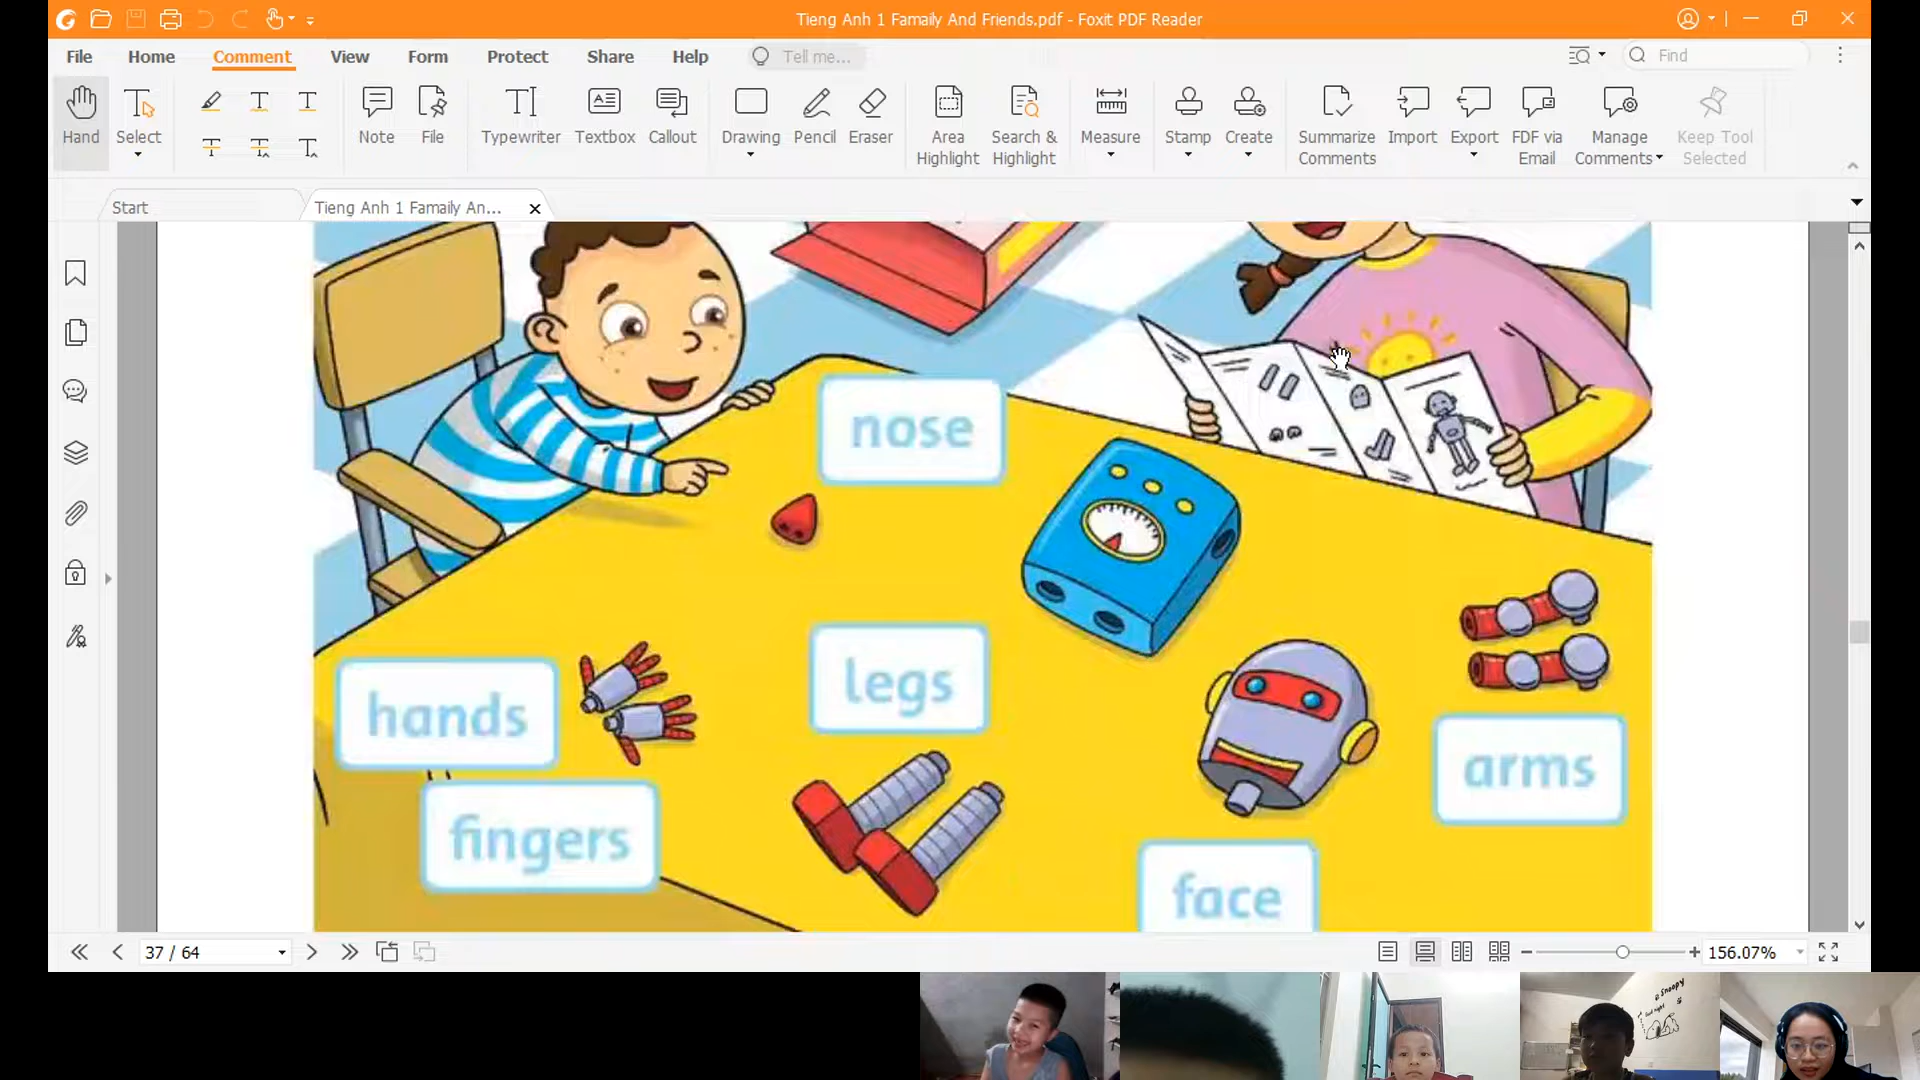 Tieng Anh 1 Famaily And Friends.pdf - Foxit PDF Reader
File Home Comment View Form Protect Share Help Tell me... Find
Hand Select Note File Typewriter Textbox Callout Drawing Pencil Eraser Area Highlight Search & Highlight Measure Stamp Create Summarize Comments Import Export FDF via Email Manage Comments Keep Tool Selected
Start Tieng Anh 1 Famaily An...
nose
legs
hands
arms
fingers
face
37 / 64 156.07%
Snoopy